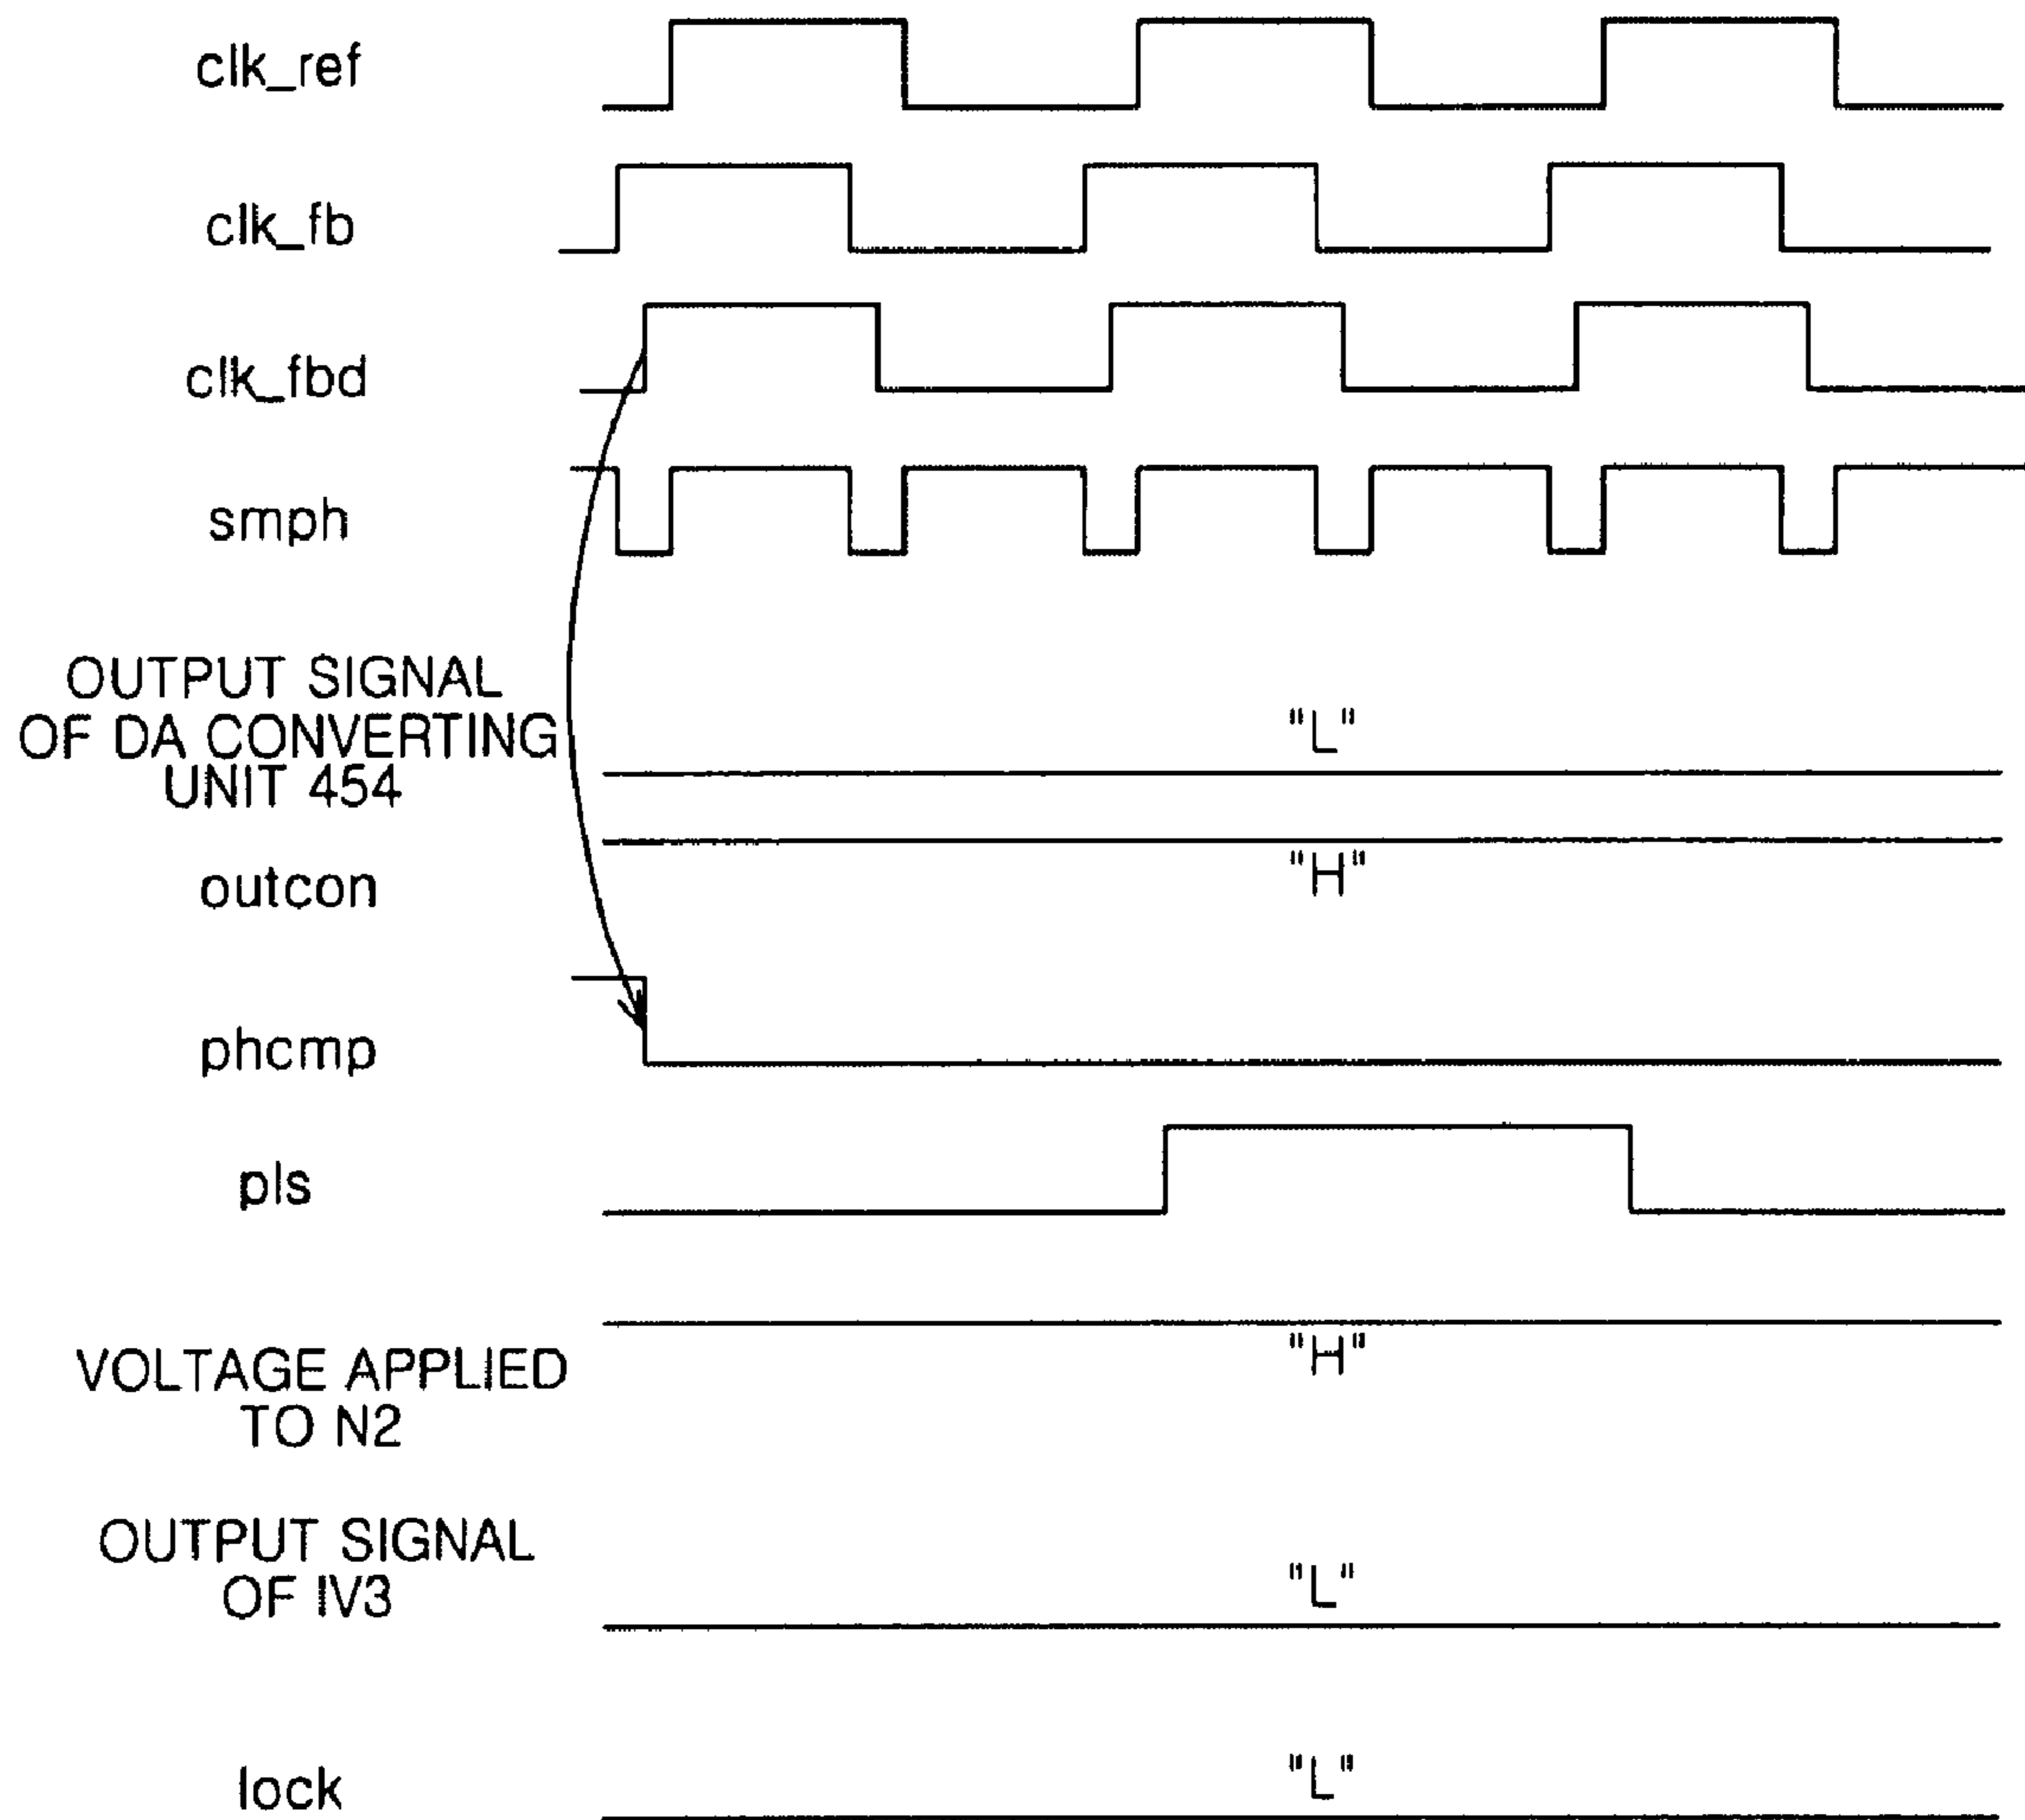 clk_ref
clk_fb
clk_fbd
smph
OUTPUT SIGNAL
OF DA CONVERTING
UNIT 454
"L"
outcon
"H"
phcmp
pls
VOLTAGE APPLIED
TO N2
"H"
OUTPUT SIGNAL
OF IV3
"L"
lock
"L"